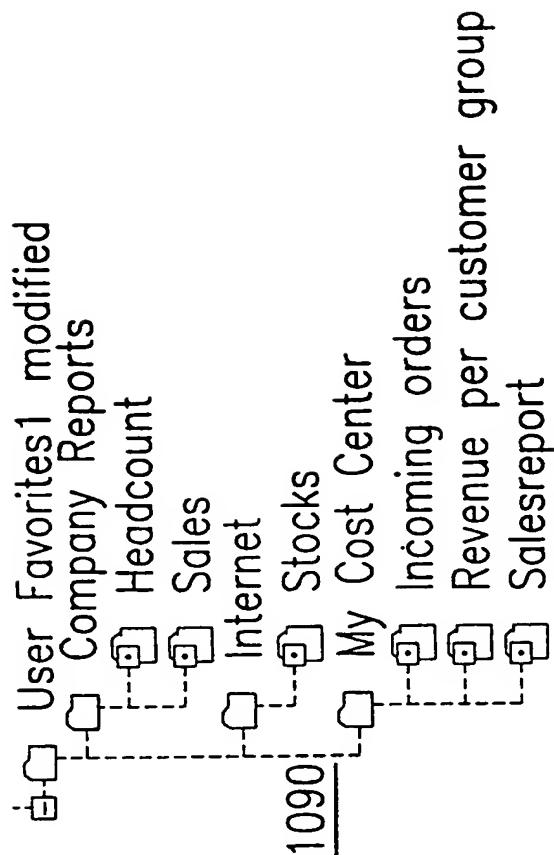 User Favorites1 modified
Company Reports
Headcount
Sales
Internet
Stocks
My Cost Center
Incoming orders
Revenue per customer group
Salesreport
1090